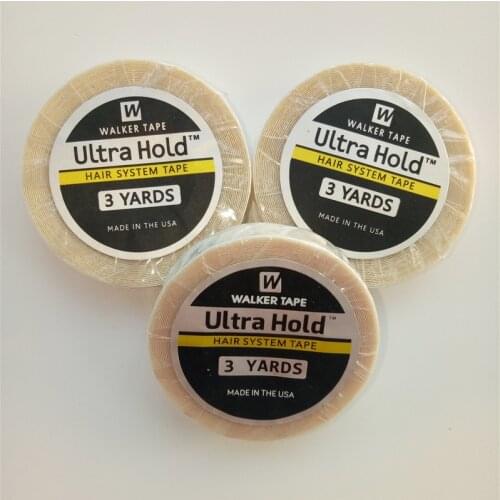 W
WALKER TAPE
Ultra Hold™
HAIR SYSTEM TAPE
3 YARDS
MADE IN THE USA
W
WALKER TAPE
Ultra Hold™
HAIR SYSTEM TAPE
3 YARDS
MADE IN THE USA
W
WALKER TAPE
Ultra Hold™
HAIR SYSTEM TAPE
3 YARDS
MADE IN THE USA